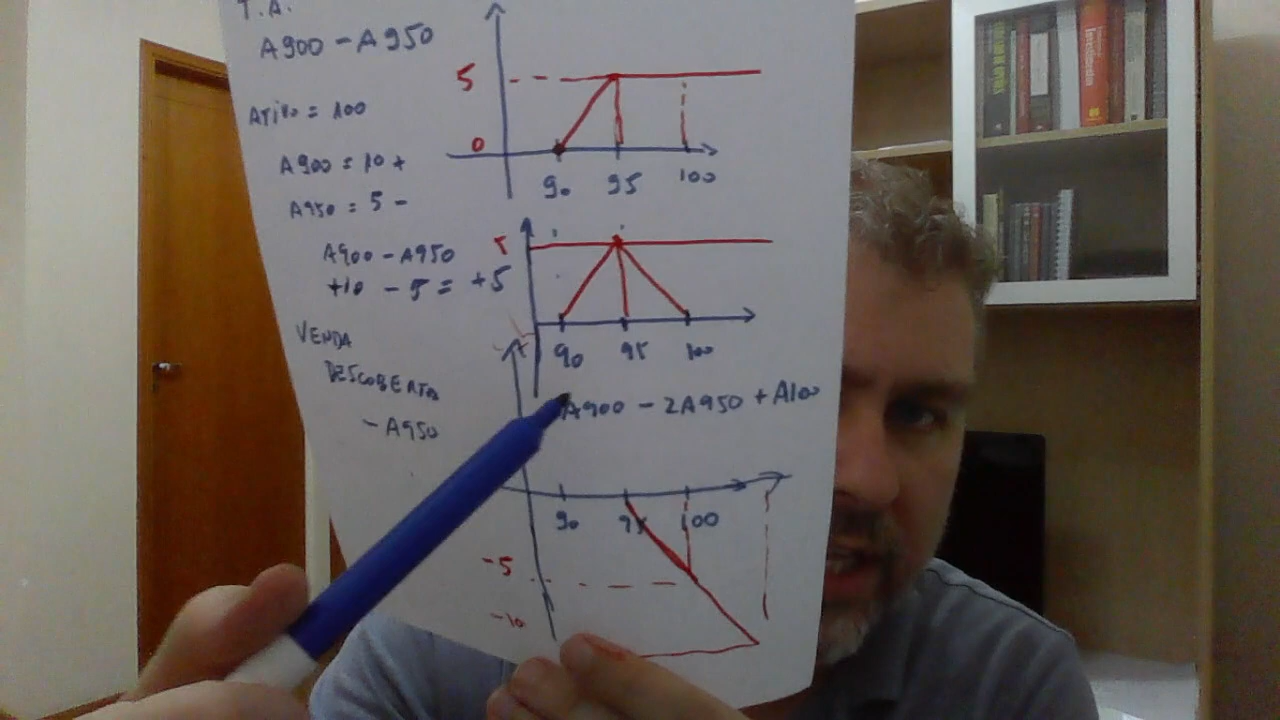 T.A.
A900 - A950
ATIVO = 100
A900 = 10 +
A950 = 5 -
A900 - A950
+10 - 5 = +5
VENDA
DESCOBERTA
- A950
5
0
90 95 100
5
90 95 100
A900 - 2A950 + A100
90 95 100
-5
-10